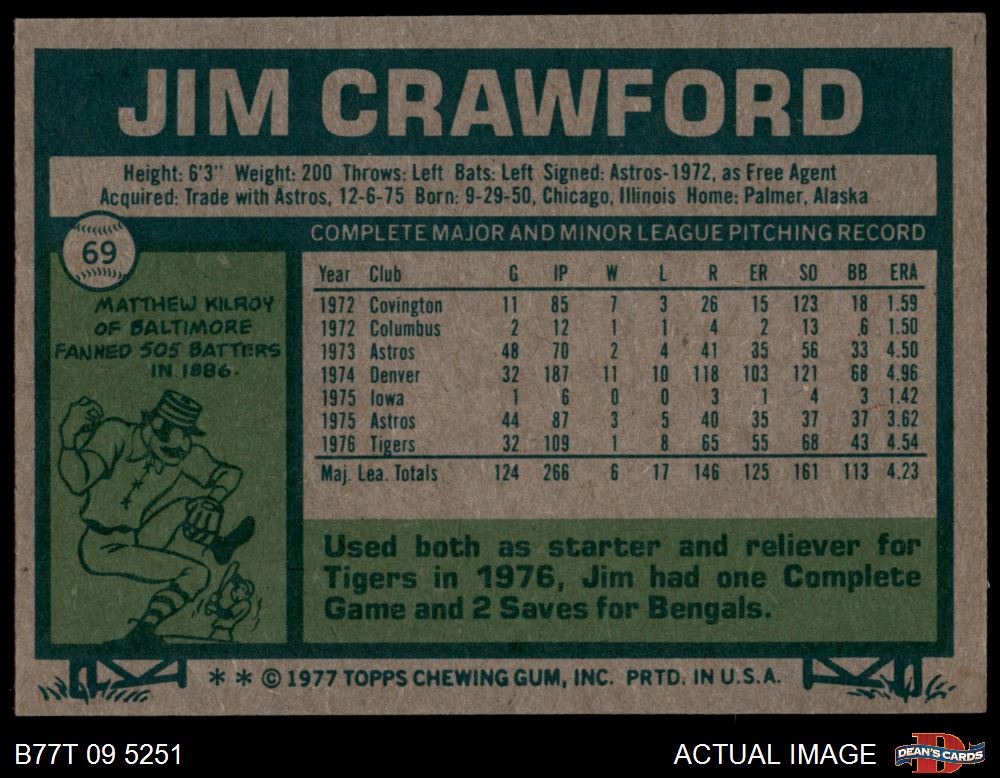 JIM CRAWFORD
Height: 6'3" Weight: 200 Throws: Left Bats: Left Signed: Astros-1972, as Free Agent
Acquired: Trade with Astros, 12-6-75 Born: 9-29-50, Chicago, Illinois Home: Palmer, Alaska
69
MATTHEW KILROY
OF BALTIMORE
FANNED 505 BATTERS
IN 1886.
COMPLETE MAJOR AND MINOR LEAGUE PITCHING RECORD
Year Club G IP W L R ER SO BB ERA
1972 Covington 11 85 7 3 26 15 123 18 1.59
1972 Columbus 2 12 1 1 4 2 13 6 1.50
1973 Astros 48 70 2 4 41 35 56 33 4.50
1974 Denver 32 187 11 10 118 103 121 68 4.96
1975 Iowa 1 6 0 0 3 1 4 3 1.42
1975 Astros 44 87 3 5 40 35 37 37 3.62
1976 Tigers 32 109 1 8 65 55 68 43 4.54
Maj. Lea. Totals 124 266 6 17 146 125 161 113 4.23
Used both as starter and reliever for
Tigers in 1976, Jim had one Complete
Game and 2 Saves for Bengals.
* * © 1977 TOPPS CHEWING GUM, INC. PRTD. IN U.S.A.
B77T 09 5251
ACTUAL IMAGE
D
DEAN'S CARDS